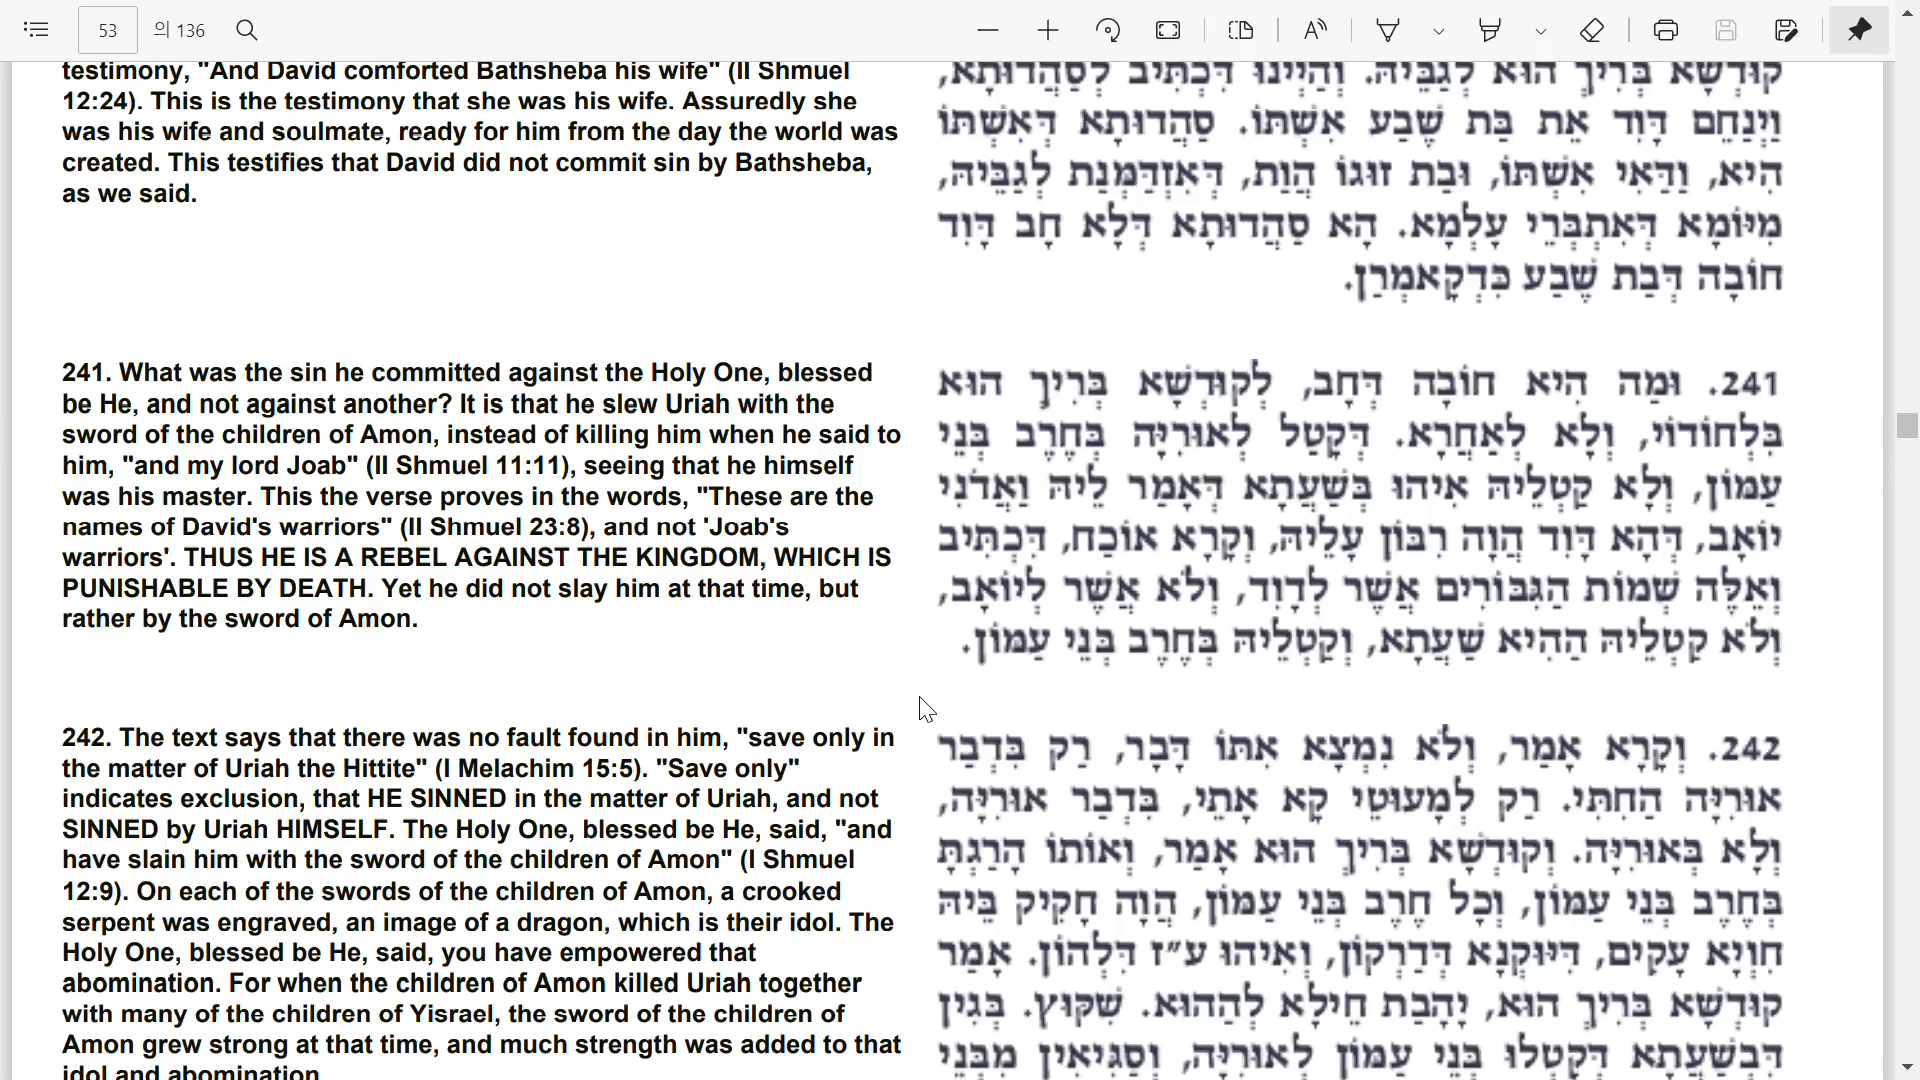 53 의 136
testimony, "And David comforted Bathsheba his wife" (II Shmuel
12:24). This is the testimony that she was his wife. Assuredly she
was his wife and soulmate, ready for him from the day the world was
created. This testifies that David did not commit sin by Bathsheba,
as we said.
קוּדְשָׁא בְּרִיךְ הוּא לְגַבֵּיהּ. וְהַיְינוּ דִּכְתִּיב לְסַהֲדוּתָא,
וַיְנַחֵם דָּוִד אֵת בַּת שֶׁבַע אִשְׁתּוֹ. סַהֲדוּתָא דְּאִשְׁתּוֹ
הִיא, וַדַּאי אִשְׁתּוֹ, וּבַת זוּגוֹ הֲוַת, דְּאִזְדַּמְּנַת לְגַבֵּיהּ,
מִיּוֹמָא דְּאִתְבְּרֵי עָלְמָא. הָא סַהֲדוּתָא דְּלָא חָב דָּוִד
חוֹבָה דְּבַת שֶׁבַע כִּדְקָאמְרַן.
241. What was the sin he committed against the Holy One, blessed
be He, and not against another? It is that he slew Uriah with the
sword of the children of Amon, instead of killing him when he said to
him, "and my lord Joab" (II Shmuel 11:11), seeing that he himself
was his master. This the verse proves in the words, "These are the
names of David's warriors" (II Shmuel 23:8), and not 'Joab's
warriors'. THUS HE IS A REBEL AGAINST THE KINGDOM, WHICH IS
PUNISHABLE BY DEATH. Yet he did not slay him at that time, but
rather by the sword of Amon.
241. וּמַה הִיא חוֹבָה דְּחָב, לְקוּדְשָׁא בְּרִיךְ הוּא
בִּלְחוֹדוֹי, וְלָא לְאַחֲרָא. דְּקָטַל לְאוּרִיָּה בְּחֶרֶב בְּנֵי
עַמּוֹן, וְלָא קַטְלֵיהּ אִיהוּ בְּשַׁעֲתָא דְּאָמַר לֵיהּ וַאֲדֹנִי
יוֹאָב, דְּהָא דָּוִד הֲוָה רִבּוֹן עָלֵיהּ, וְקְרָא אוֹכַח, דִּכְתִּיב
וְאֵלֶּה שְׁמוֹת הַגִּבּוֹרִים אֲשֶׁר לְדָוִד, וְלֹא אֲשֶׁר לְיוֹאָב,
וְלֹא קַטְלֵיהּ הַהִיא שַׁעֲתָא, וְקַטְלֵיהּ בְּחֶרֶב בְּנֵי עַמּוֹן.
242. The text says that there was no fault found in him, "save only in
the matter of Uriah the Hittite" (I Melachim 15:5). "Save only"
indicates exclusion, that HE SINNED in the matter of Uriah, and not
SINNED by Uriah HIMSELF. The Holy One, blessed be He, said, "and
have slain him with the sword of the children of Amon" (I Shmuel
12:9). On each of the swords of the children of Amon, a crooked
serpent was engraved, an image of a dragon, which is their idol. The
Holy One, blessed be He, said, you have empowered that
abomination. For when the children of Amon killed Uriah together
with many of the children of Yisrael, the sword of the children of
Amon grew strong at that time, and much strength was added to that
idol and abomination.
242. וְקָרָא אָמַר, וְלֹא נִמְצָא אִתּוֹ דָּבָר, רַק בִּדְבַר
אוּרִיָּה הַחִתִּי. רַק לְמָעוּטֵי קָא אָתֵי, בִּדְבַר אוּרִיָּה,
וְלָא בְּאוּרִיָּה. וְקוּדְשָׁא בְּרִיךְ הוּא אָמַר, וְאוֹתוֹ הָרַגְתָּ
בְּחֶרֶב בְּנֵי עַמּוֹן, וְכָל חֶרֶב בְּנֵי עַמּוֹן, הֲוָה חָקִיק בֵּיהּ
חִוְיָא עָקִים, דִּיּוּקְנָא דְּדַרְקוֹן, וְאִיהוּ ע״ז דִּלְהוֹן. אָמַר
קוּדְשָׁא בְּרִיךְ הוּא, יָהֲבַת חֵילָא לְהַהוּא. שִׁקּוּץ. בְּגִין
דִּבְשַׁעֲתָא דְּקָטְלוּ בְּנֵי עַמּוֹן לְאוּרִיָּה, וְסַגִּיאִין מִבְּנֵי